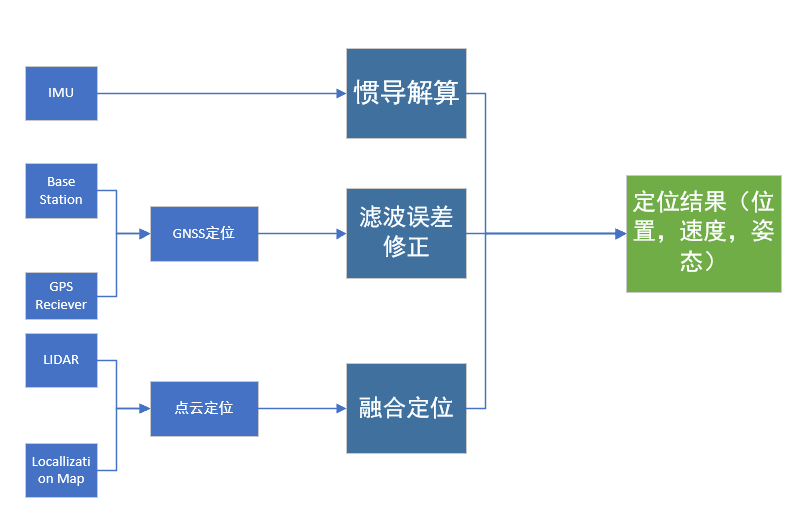 IMU
惯导解算
Base
Station
GNSS定位
滤波误差
修正
定位结果（位
置，速度，姿
态）
GPS
Reciever
LIDAR
点云定位
融合定位
Locallizati
on Map